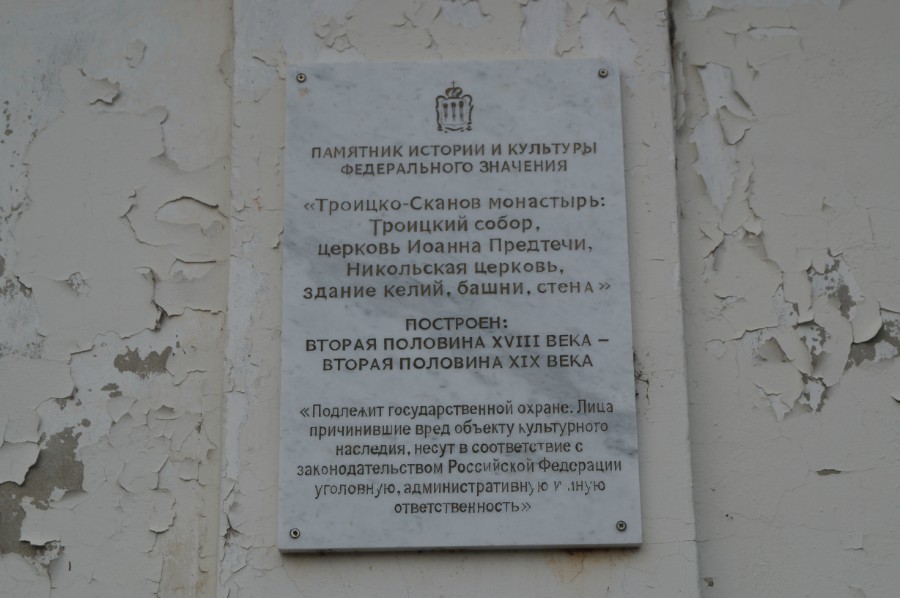 ПАМЯТНИК ИСТОРИИ И КУЛЬТУРЫ
ФЕДЕРАЛЬНОГО ЗНАЧЕНИЯ
«Троицко-Сканов монастырь:
Троицкий собор,
церковь Иоанна Предтечи,
Никольская церковь,
здание келий, башни, стена»
ПОСТРОЕН:
ВТОРАЯ ПОЛОВИНА XVIII ВЕКА –
ВТОРАЯ ПОЛОВИНА XIX ВЕКА
«Подлежит государственной охране. Лица
причинившие вред объекту культурного
наследия, несут в соответствие с
законодательством Российской Федерации
уголовную, административную и иную
ответственность»